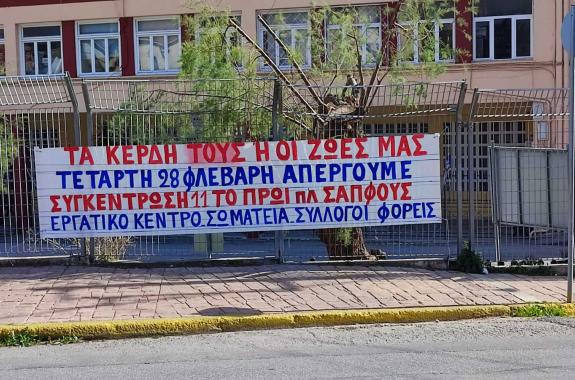 ΤΑ ΚΕΡΔΗ ΤΟΥΣ Ή ΟΙ ΖΩΕΣ ΜΑΣ
ΤΕΤΑΡΤΗ 28 ΦΛΕΒΑΡΗ ΑΠΕΡΓΟΥΜΕ
ΣΥΓΚΕΝΤΡΩΣΗ 11 ΤΟ ΠΡΩΙ πλ ΣΑΠΦΟΥΣ
ΕΡΓΑΤΙΚΟ ΚΕΝΤΡΟ, ΣΩΜΑΤΕΙΑ, ΣΥΛΛΟΓΟΙ ΦΟΡΕΙΣ